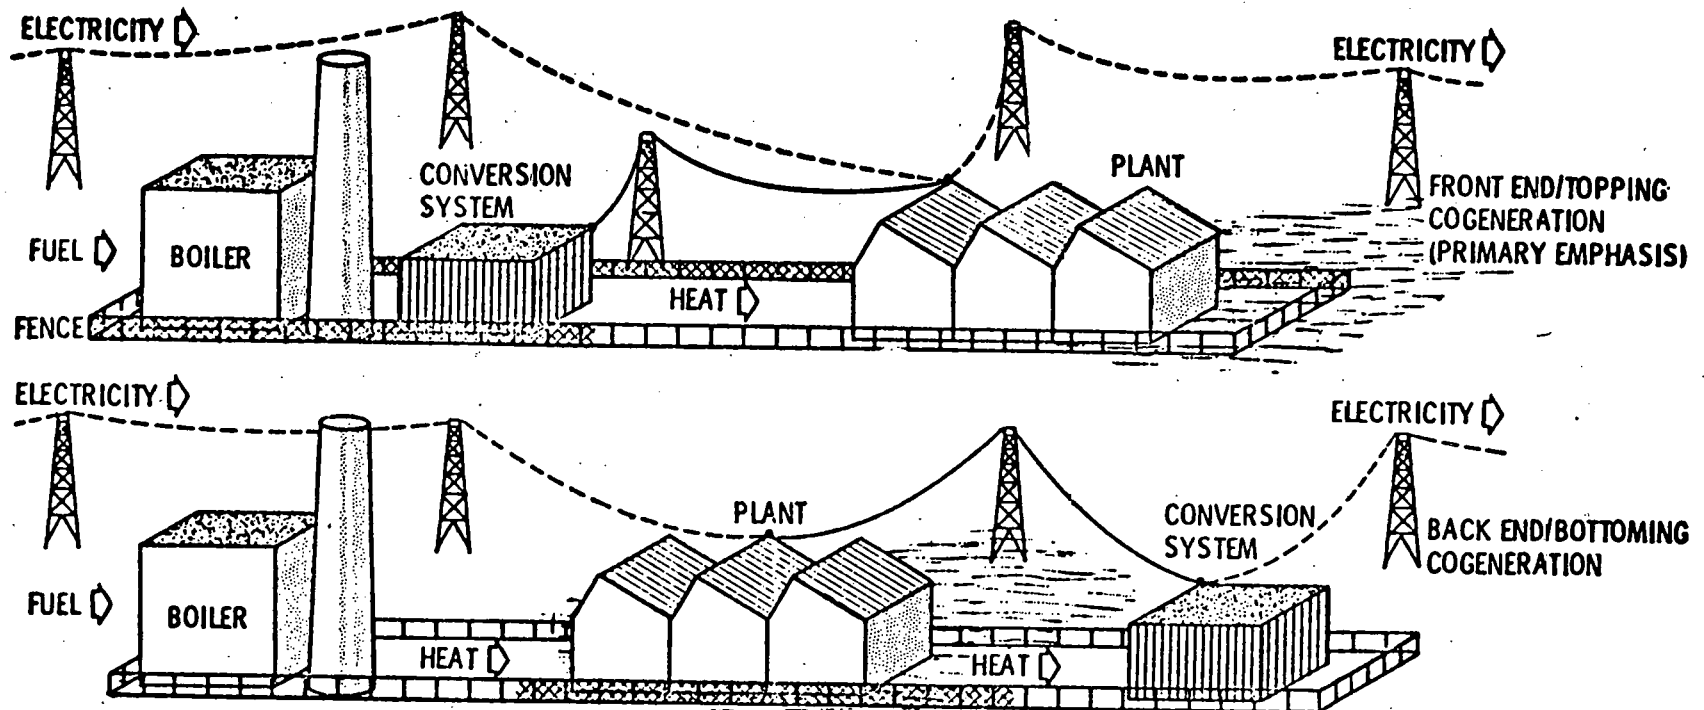 ELECTRICITY
ELECTRICITY
CONVERSION
SYSTEM
PLANT
FRONT END/TOPPING
COGENERATION
(PRIMARY EMPHASIS)
FUEL
BOILER
HEAT
FENCE
ELECTRICITY
ELECTRICITY
PLANT
CONVERSION
SYSTEM
BACK END/BOTTOMING
COGENERATION
FUEL
BOILER
HEAT
HEAT